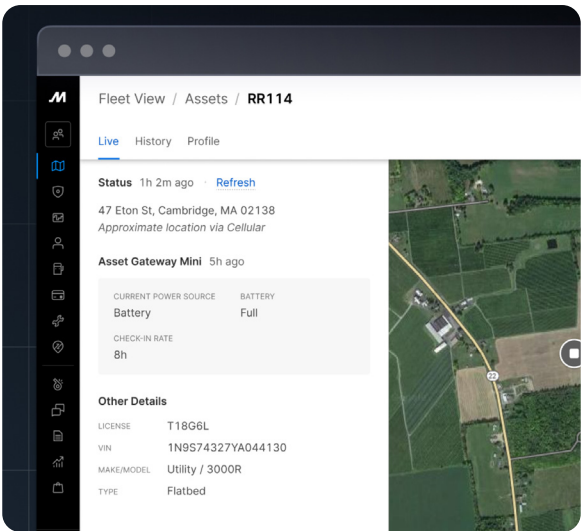 Fleet View / Assets / RR114
Live History Profile
Status 1h 2m ago · Refresh
47 Eton St, Cambridge, MA 02138
Approximate location via Cellular
Asset Gateway Mini 5h ago
CURRENT POWER SOURCE BATTERY
Battery Full
CHECK-IN RATE
8h
Other Details
LICENSE T18G6L
VIN 1N9S74327YA044130
MAKE/MODEL Utility / 3000R
TYPE Flatbed
22